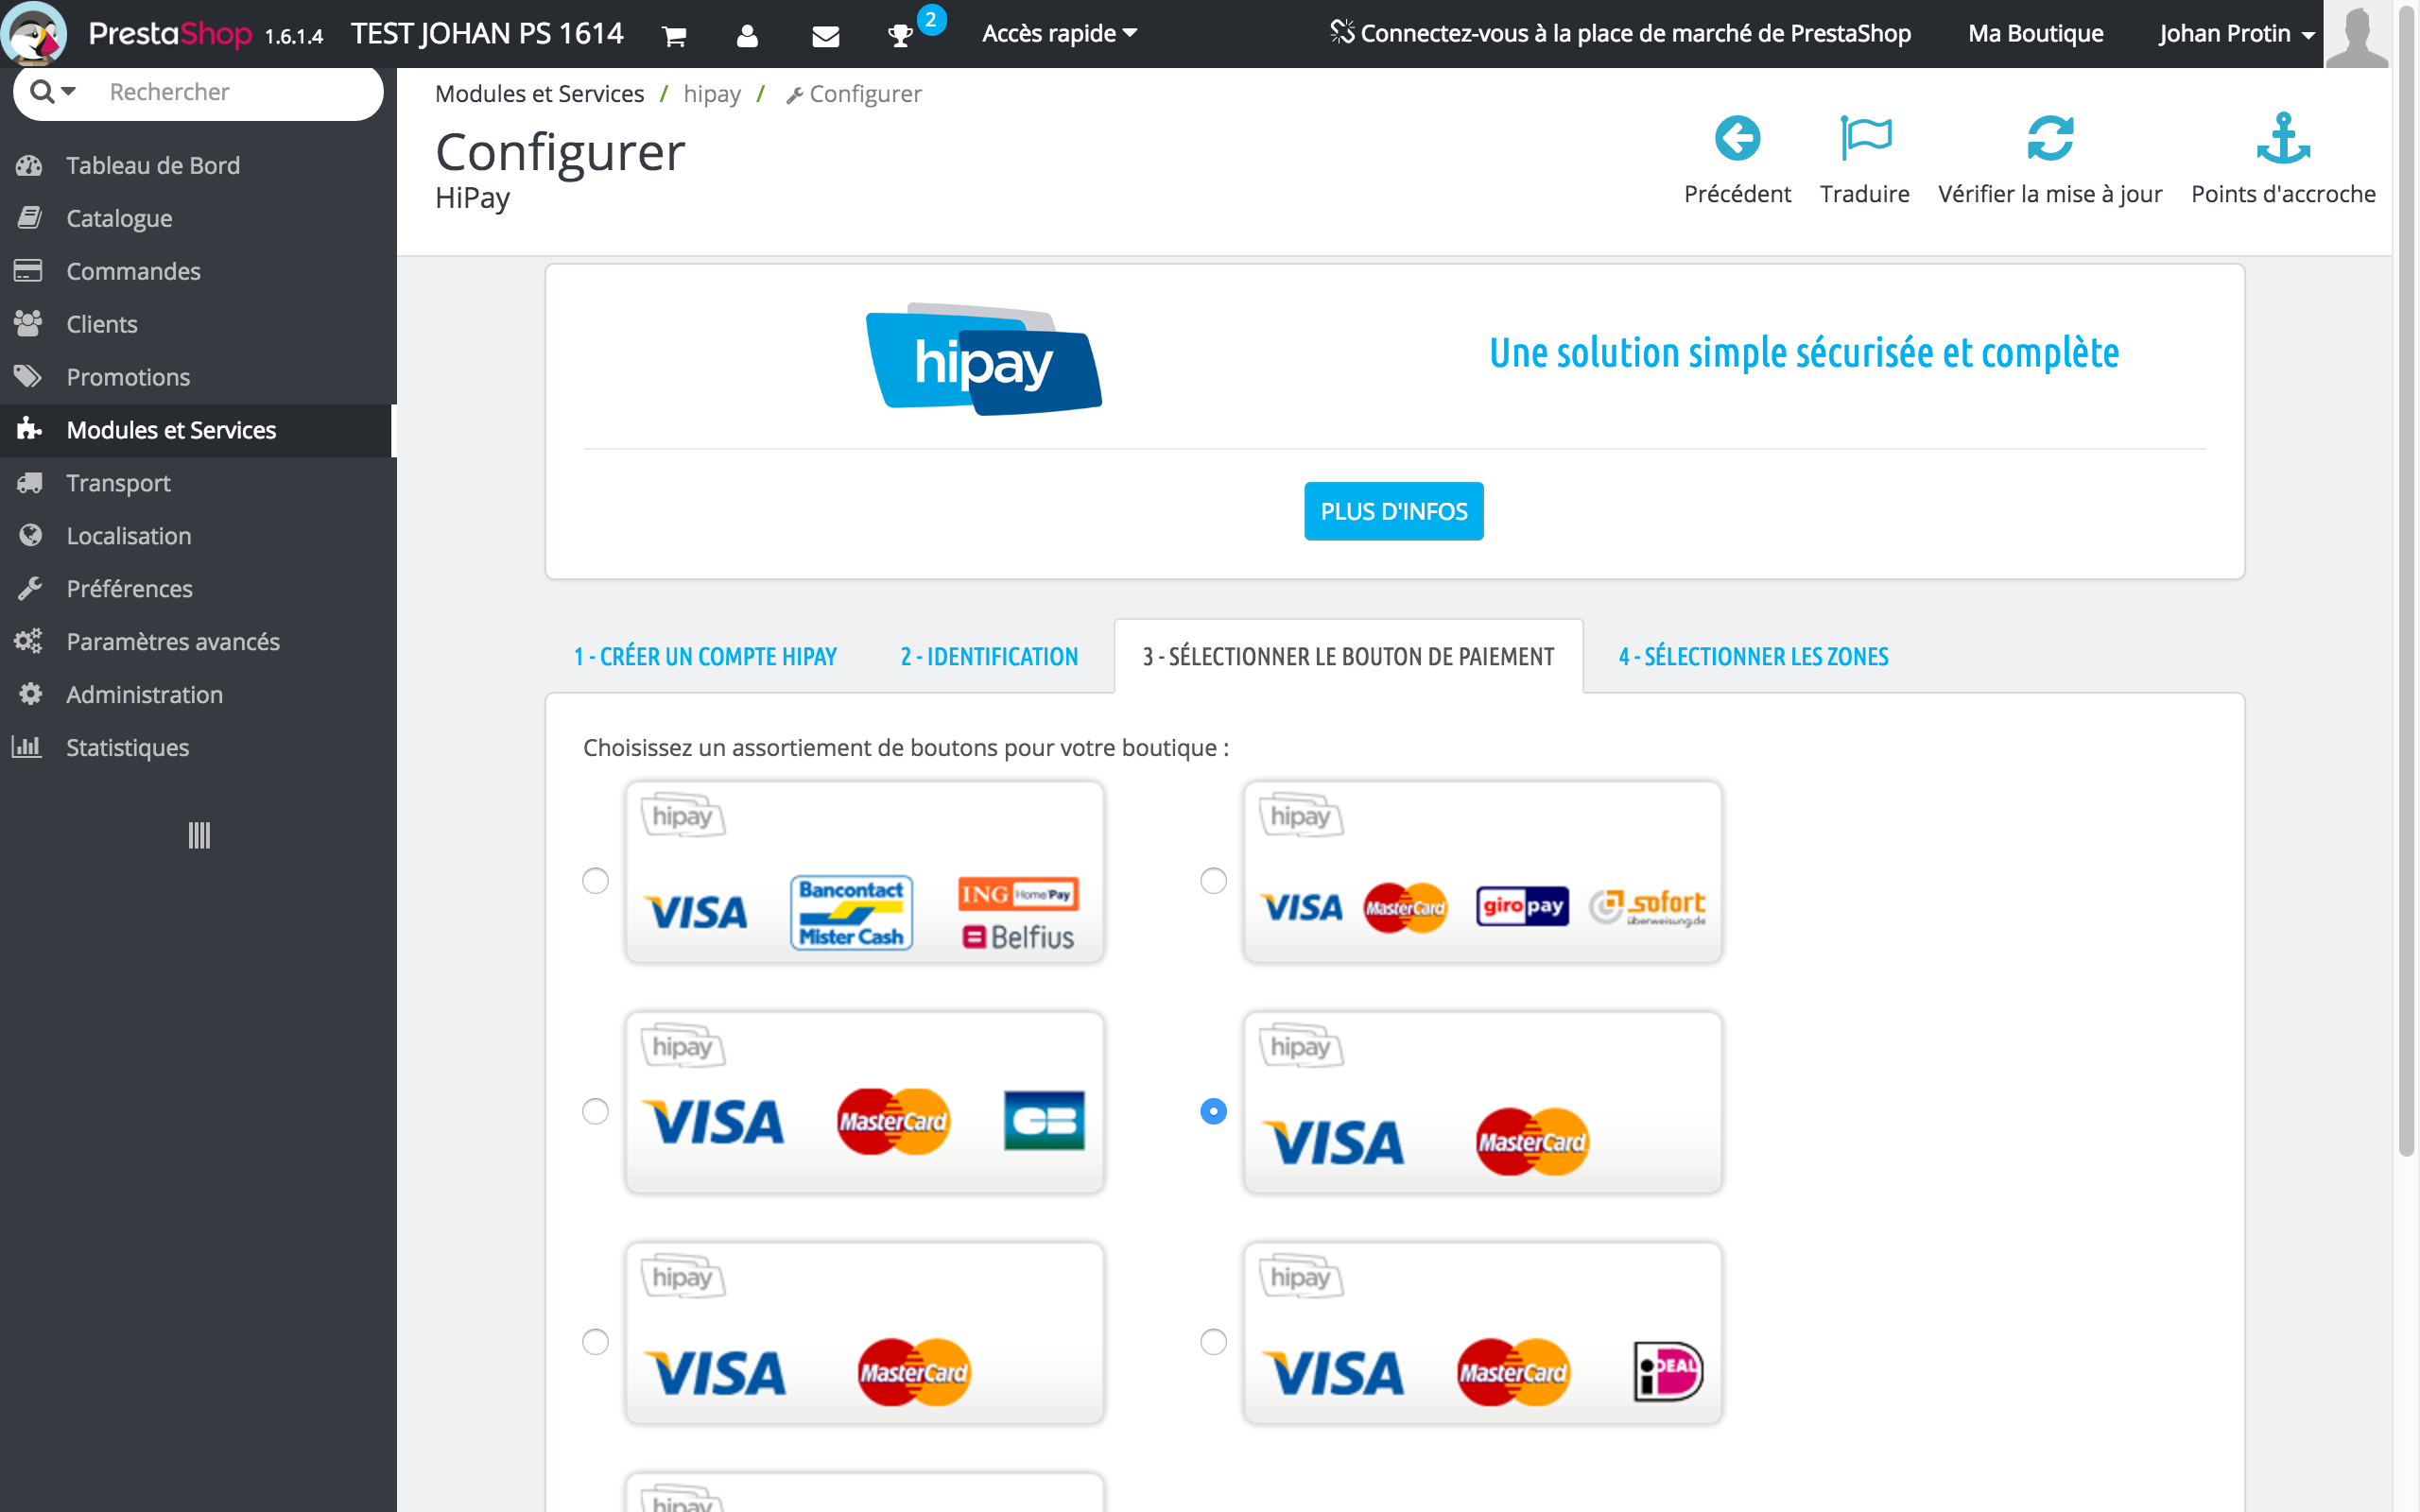 PrestaShop 1.6.1.4 TEST JOHAN PS 1614 2 Accès rapide Connectez-vous à la place de marché de PrestaShop Ma Boutique Johan Protin
Rechercher
Tableau de Bord
Catalogue
Commandes
Clients
Promotions
Modules et Services
Transport
Localisation
Préférences
Paramètres avancés
Administration
Statistiques
Modules et Services / hipay / Configurer
Configurer
HiPay
Précédent Traduire Vérifier la mise à jour Points d'accroche
hipay
Une solution simple sécurisée et complète
PLUS D'INFOS
1 - CRÉER UN COMPTE HIPAY 2 - IDENTIFICATION 3 - SÉLECTIONNER LE BOUTON DE PAIEMENT 4 - SÉLECTIONNER LES ZONES
Choisissez un assortiement de boutons pour votre boutique :
hipay
VISA
Bancontact
Mister Cash
ING Home'Pay
Belfius
hipay
VISA MasterCard giropay sofort
überweisung.de
hipay
VISA MasterCard CB
hipay
VISA MasterCard
hipay
VISA MasterCard
hipay
VISA MasterCard iDEAL
hipay